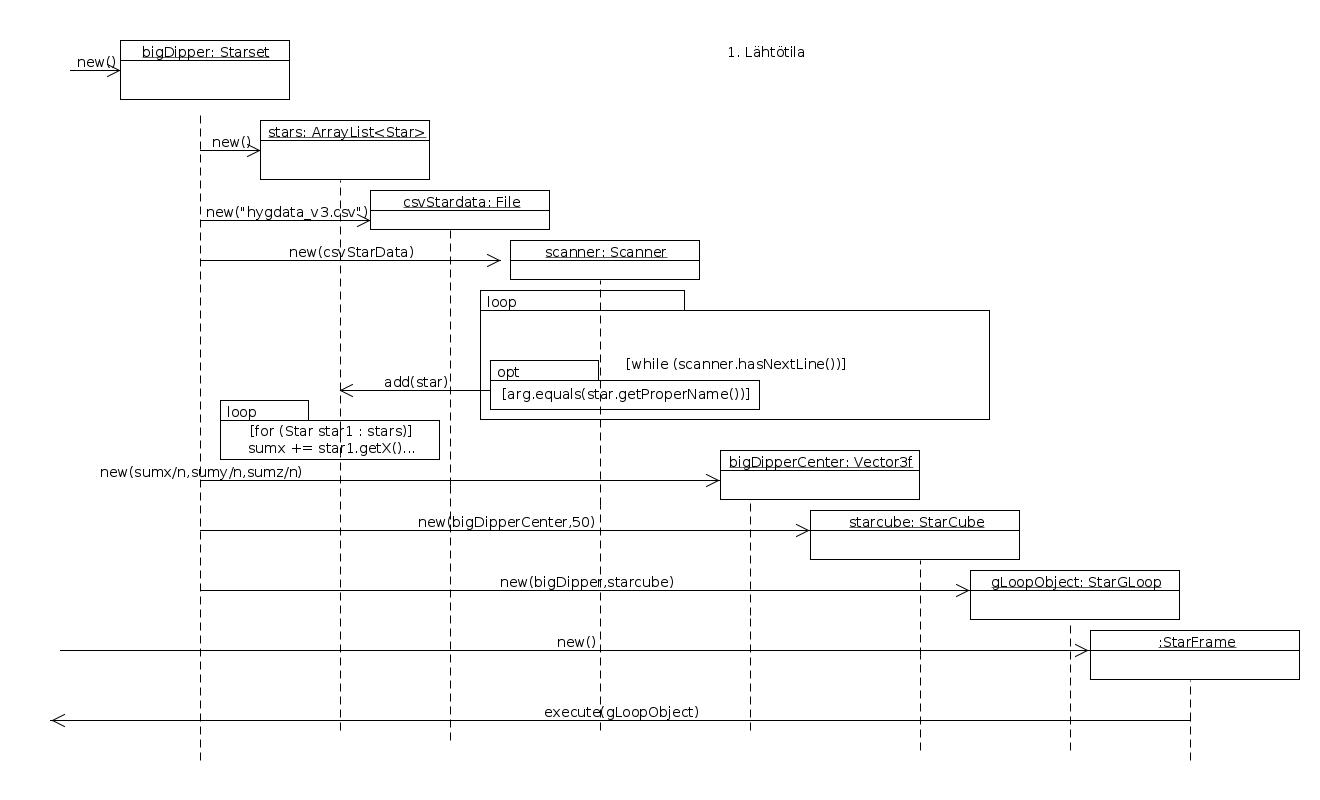 bigDipper: Starset
1. Lähtötila
new()
stars: ArrayList<Star>
new()
csvStardata: File
new("hygdata_v3.csv")
new(csvStarData)
scanner: Scanner
loop
[while (scanner.hasNextLine())]
opt
add(star)
[arg.equals(star.getProperName())]
loop
[for (Star star1 : stars)]
sumx += star1.getX()...
new(sumx/n,sumy/n,sumz/n)
bigDipperCenter: Vector3f
new(bigDipperCenter,50)
starcube: StarCube
new(bigDipper,starcube)
gLoopObject: StarGLoop
new()
:StarFrame
execute(gLoopObject)